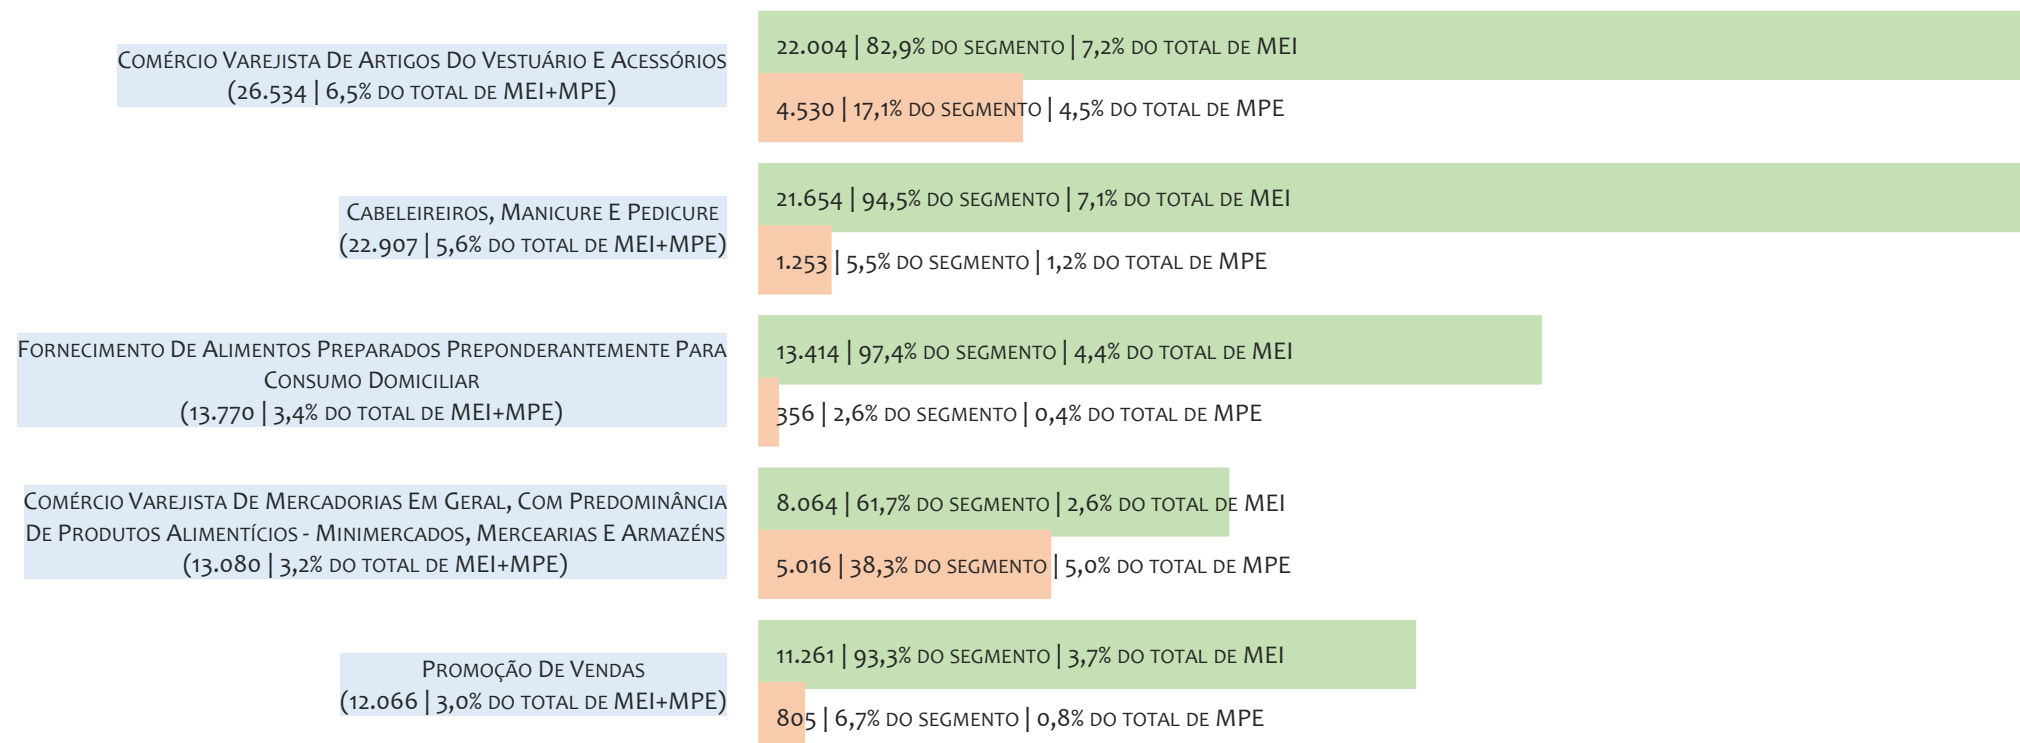 Comércio Varejista De Artigos Do Vestuário E Acessórios
(26.534 | 6,5% do total de MEI+MPE)
22.004 | 82,9% do segmento | 7,2% do total de MEI
4.530 | 17,1% do segmento | 4,5% do total de MPE
Cabeleireiros, Manicure E Pedicure
(22.907 | 5,6% do total de MEI+MPE)
21.654 | 94,5% do segmento | 7,1% do total de MEI
1.253 | 5,5% do segmento | 1,2% do total de MPE
Fornecimento De Alimentos Preparados Preponderantemente Para
Consumo Domiciliar
(13.770 | 3,4% do total de MEI+MPE)
13.414 | 97,4% do segmento | 4,4% do total de MEI
356 | 2,6% do segmento | 0,4% do total de MPE
Comércio Varejista De Mercadorias Em Geral, Com Predominância
De Produtos Alimentícios - Minimercados, Mercearias E Armazéns
(13.080 | 3,2% do total de MEI+MPE)
8.064 | 61,7% do segmento | 2,6% do total de MEI
5.016 | 38,3% do segmento | 5,0% do total de MPE
Promoção De Vendas
(12.066 | 3,0% do total de MEI+MPE)
11.261 | 93,3% do segmento | 3,7% do total de MEI
805 | 6,7% do segmento | 0,8% do total de MPE